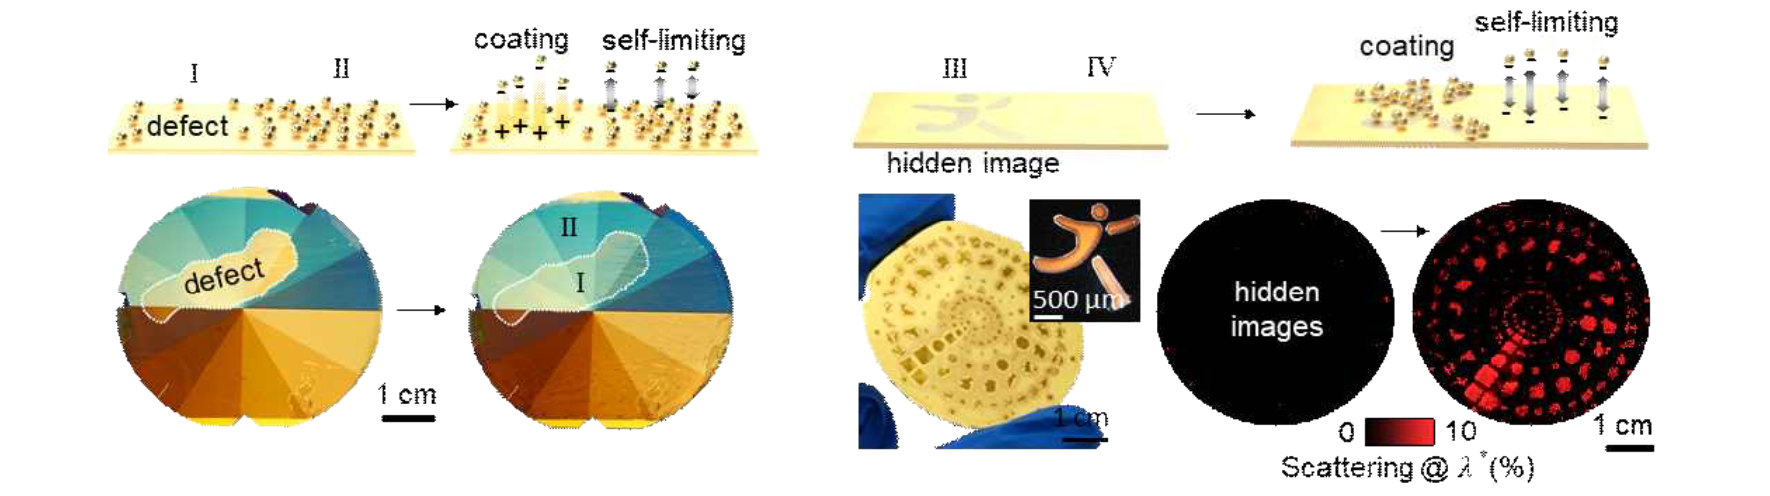 I II
defect
coating self-limiting
- - - - - - -
+ + + +
III IV
hidden image
coating self-limiting
- - - -
- - - -
defect
1 cm
II
I
500 μm
1 cm
hidden
images
0 10
Scattering @ λ*(%)
1 cm